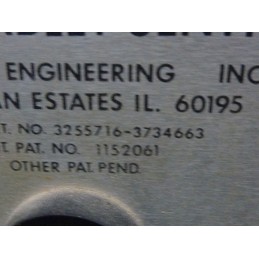 ENGINEERING INC
AN ESTATES IL. 60195
T. NO. 3255716-3734663
T. PAT. NO. 1152061
OTHER PAT. PEND.